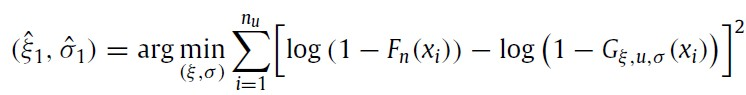 (ξ̂₁, σ̂₁) = arg min_{(ξ,σ)} ∑_{i=1}^{n_u} [log (1 − F_n(x_i)) − log (1 − G_{ξ,u,σ}(x_i))]²